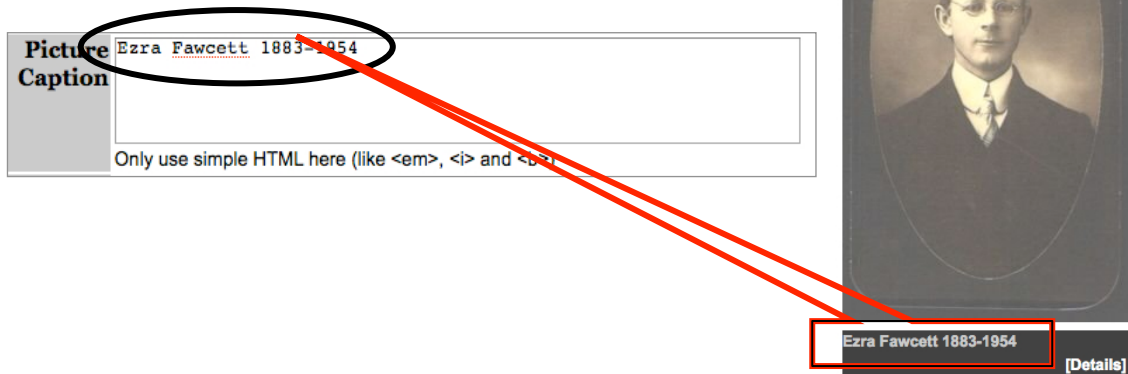 Picture Caption
Ezra Fawcett 1883-1954
Only use simple HTML here (like <em>, <i> and <b>)
Ezra Fawcett 1883-1954
[Details]